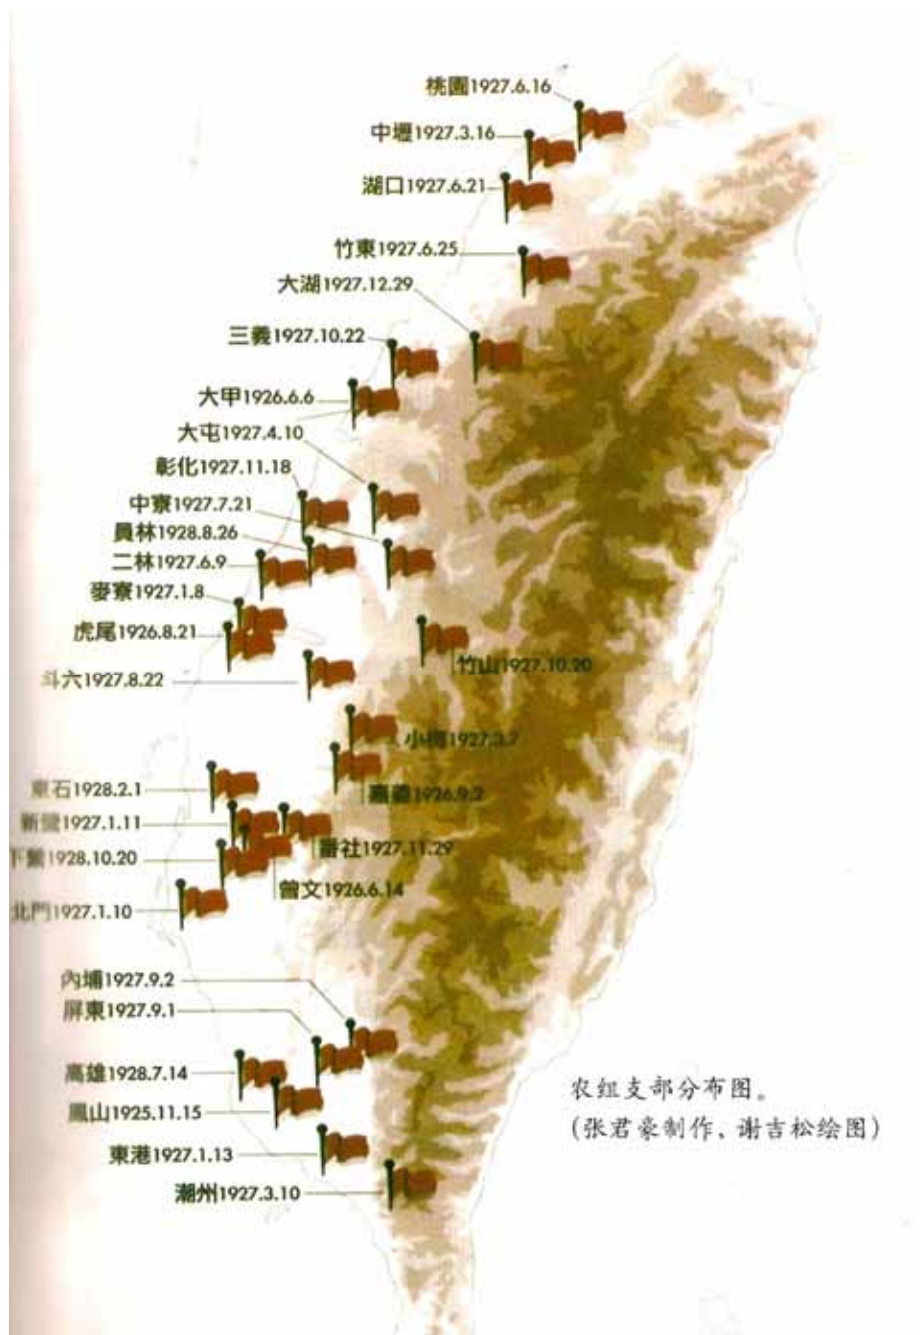 桃園1927.6.16
中壢1927.3.16
湖口1927.6.21
竹東1927.6.25
大湖1927.12.29
三義1927.10.22
大甲1926.6.6
大屯1927.4.10
彰化1927.11.18
中寮1927.7.21
員林1928.8.26
二林1927.6.9
麥寮1927.1.8
虎尾1926.8.21
竹山1927.10.20
斗六1927.8.22
小梅1927.3.7
東石1928.2.1
嘉義1926.9.2
新營1927.1.11
番社1927.11.29
下營1928.10.20
曾文1926.6.14
北門1927.1.10
內埔1927.9.2
屏東1927.9.1
高雄1928.7.14
鳳山1925.11.15
東港1927.1.13
潮州1927.3.10
农组支部分布图。
(张君豪制作、谢吉松绘图)